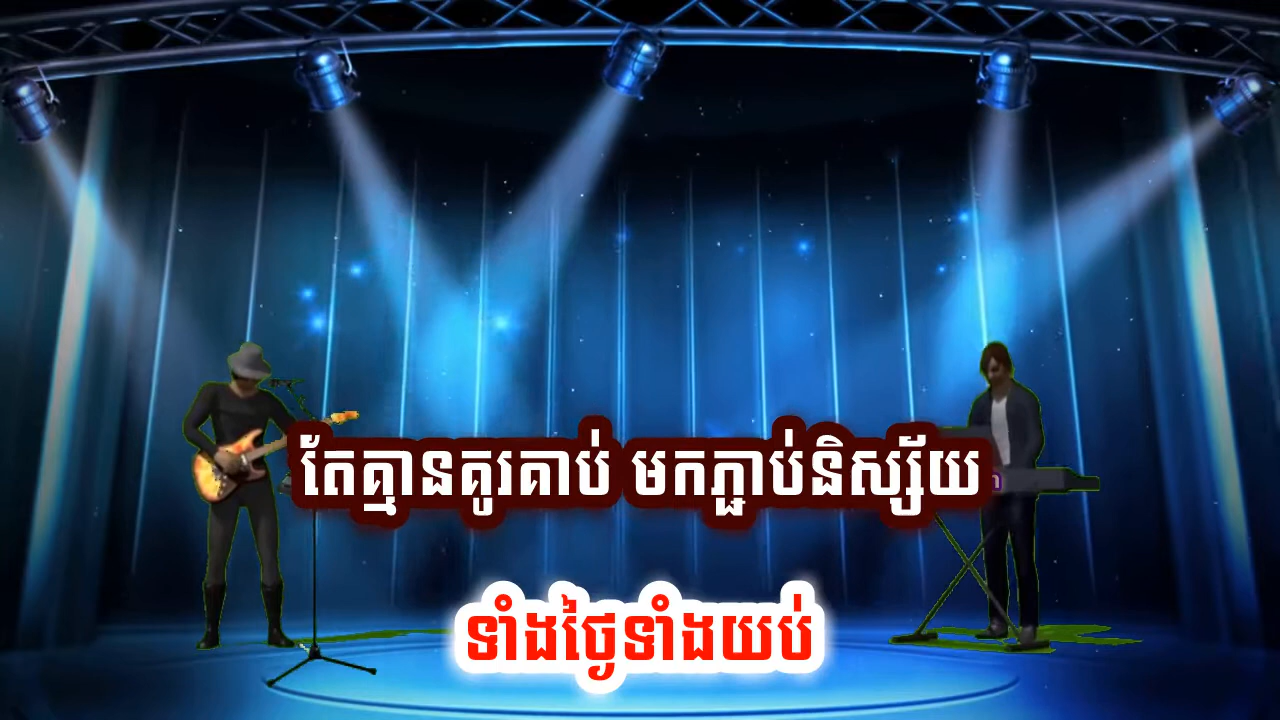 តែគ្មានគូរគាប់ មកភ្ជាប់និស្ស័យ
ទាំងថ្ងៃទាំងយប់